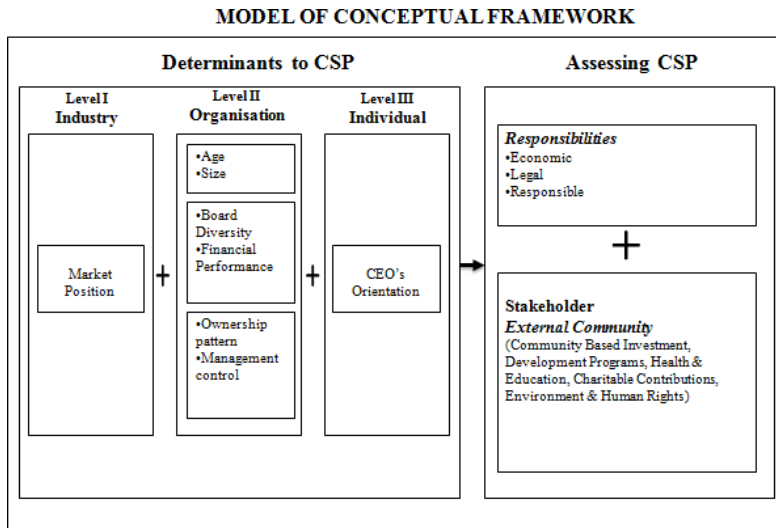 MODEL OF CONCEPTUAL FRAMEWORK
Determinants to CSP
Level I
Industry
Market
Position
+
Level II
Organisation
•Age
•Size
•Board
Diversity
•Financial
Performance
•Ownership
pattern
•Management
control
+
Level III
Individual
CEO's
Orientation
Assessing CSP
Responsibilities
•Economic
•Legal
•Responsible
+
Stakeholder
External Community
(Community Based Investment,
Development Programs, Health &
Education, Charitable Contributions,
Environment & Human Rights)